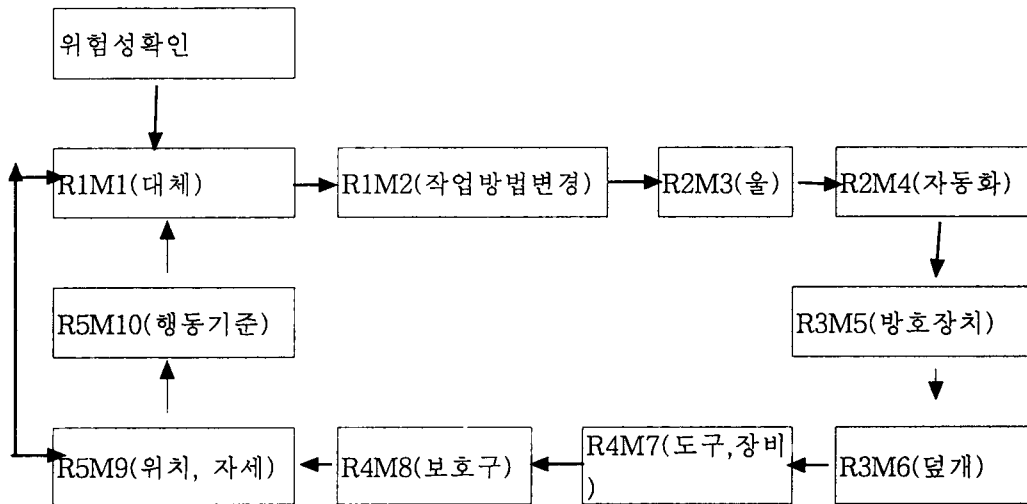 위험성확인
R1M1(대체)
R1M2(작업방법변경)
R2M3(울)
R2M4(자동화)
R5M10(행동기준)
R3M5(방호장치)
R5M9(위치, 자세)
R4M8(보호구)
R4M7(도구,장비
)
R3M6(덮개)